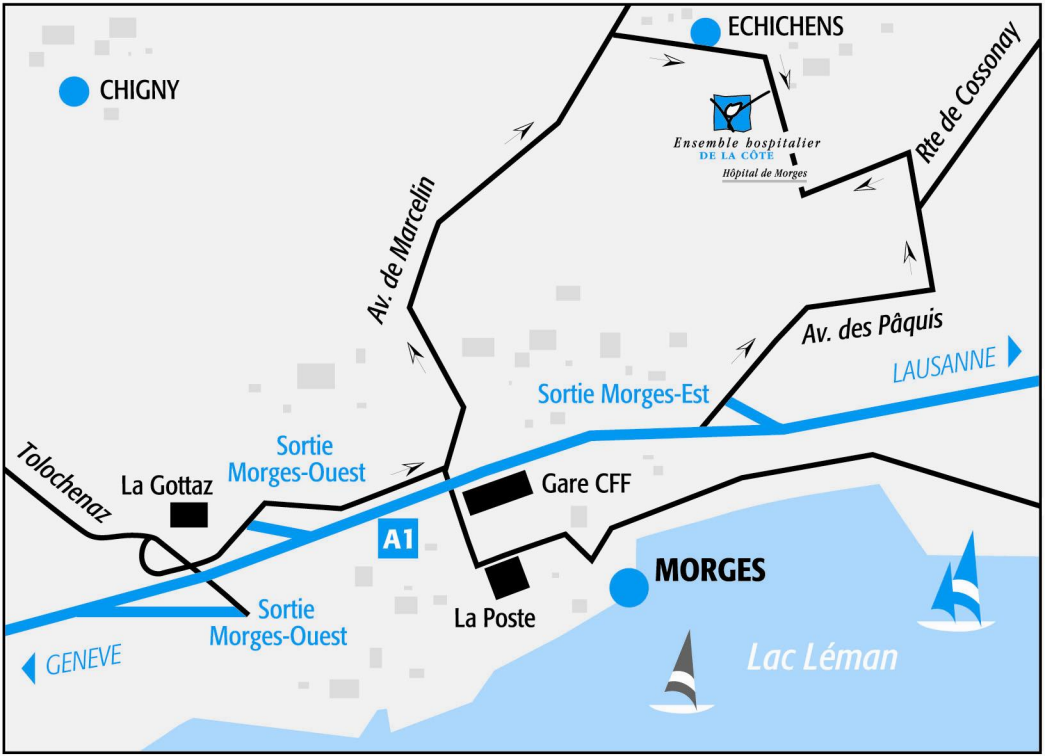 ECHICHENS
CHIGNY
Rte de Cossonay
Ensemble hospitalier
DE LA CÔTE
Hôpital de Morges
Av. de Marcelin
Av. des Pâquis
LAUSANNE
Sortie Morges-Est
Sortie
Morges-Ouest
Tolochenaz
La Gottaz
Gare CFF
A1
MORGES
La Poste
Sortie
Morges-Ouest
GENEVE
Lac Léman